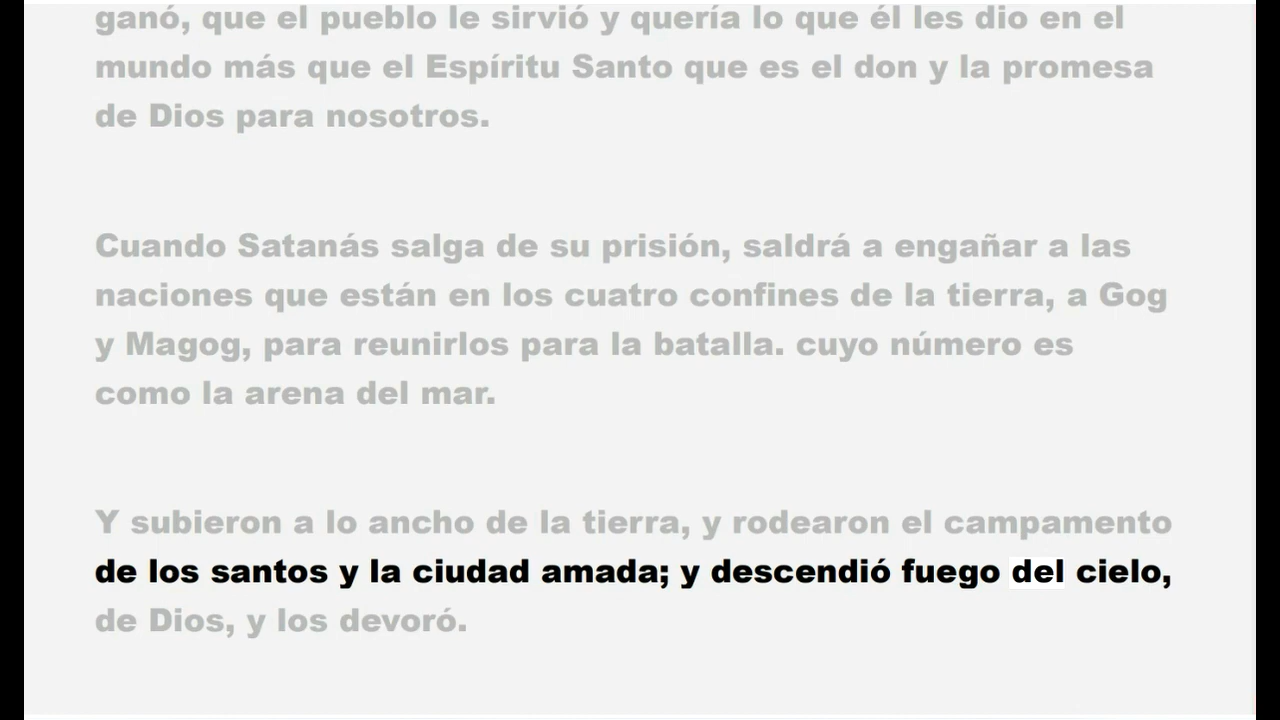 ganó, que el pueblo le sirvió y quería lo que él les dio en el
mundo más que el Espíritu Santo que es el don y la promesa
de Dios para nosotros.
Cuando Satanás salga de su prisión, saldrá a engañar a las
naciones que están en los cuatro confines de la tierra, a Gog
y Magog, para reunirlos para la batalla. cuyo número es
como la arena del mar.
Y subieron a lo ancho de la tierra, y rodearon el campamento
de los santos y la ciudad amada; y descendió fuego del cielo,
de Dios, y los devoró.